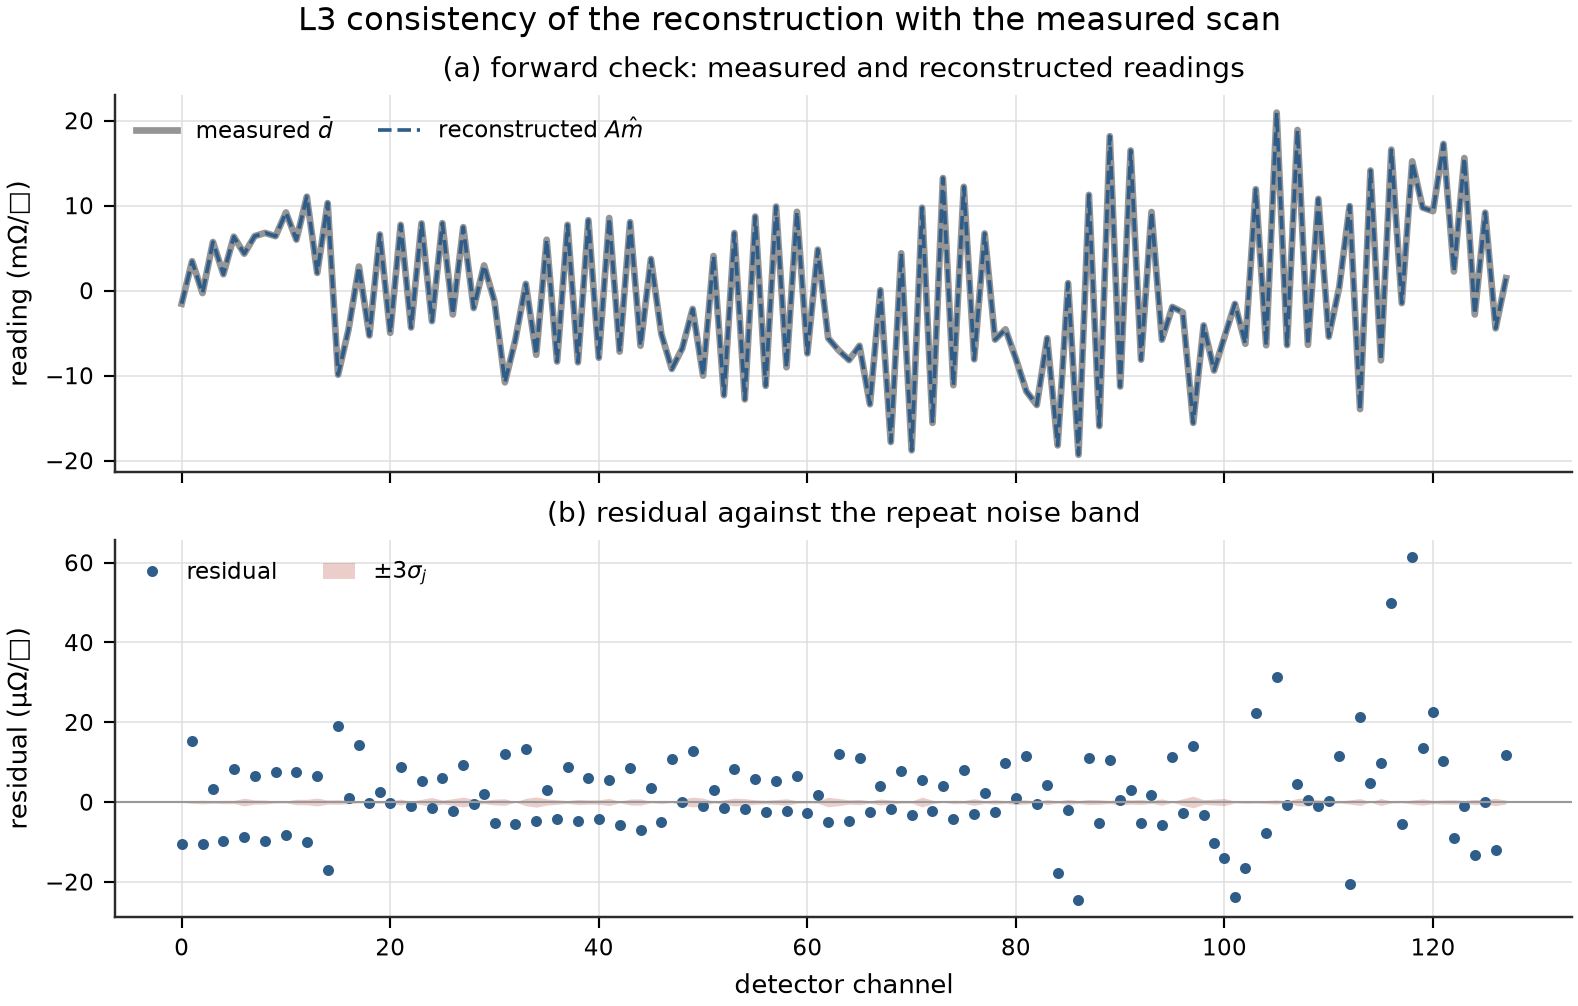 L3 consistency of the reconstruction with the measured scan
(a) forward check: measured and reconstructed readings
measured d̄
reconstructed Am̂
reading (mΩ/□)
20
10
0
−10
−20
(b) residual against the repeat noise band
residual
±3σⱼ
residual (µΩ/□)
60
40
20
0
−20
0 20 40 60 80 100 120
detector channel